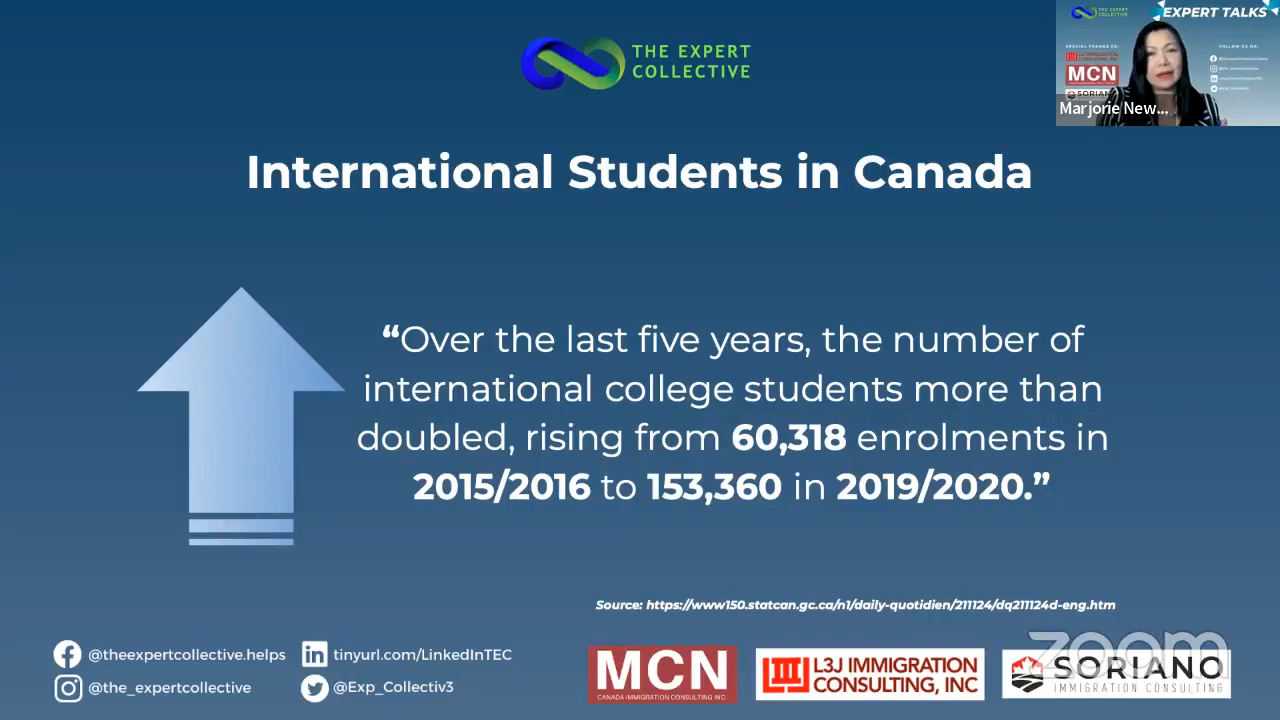 THE EXPERT
COLLECTIVE
EXPERT TALKS
MCN
Marjorie New...
International Students in Canada
“Over the last five years, the number of
international college students more than
doubled, rising from 60,318 enrolments in
2015/2016 to 153,360 in 2019/2020.”
Source: https://www150.statcan.gc.ca/n1/daily-quotidien/211124/dq211124d-eng.htm
@theexpertcollective.helps
tinyurl.com/LinkedInTEC
@the_expertcollective
@Exp_Collectiv3
MCN
CANADA IMMIGRATION CONSULTING INC.
L3J IMMIGRATION
CONSULTING, INC
SORIANO
IMMIGRATION CONSULTING
zoom